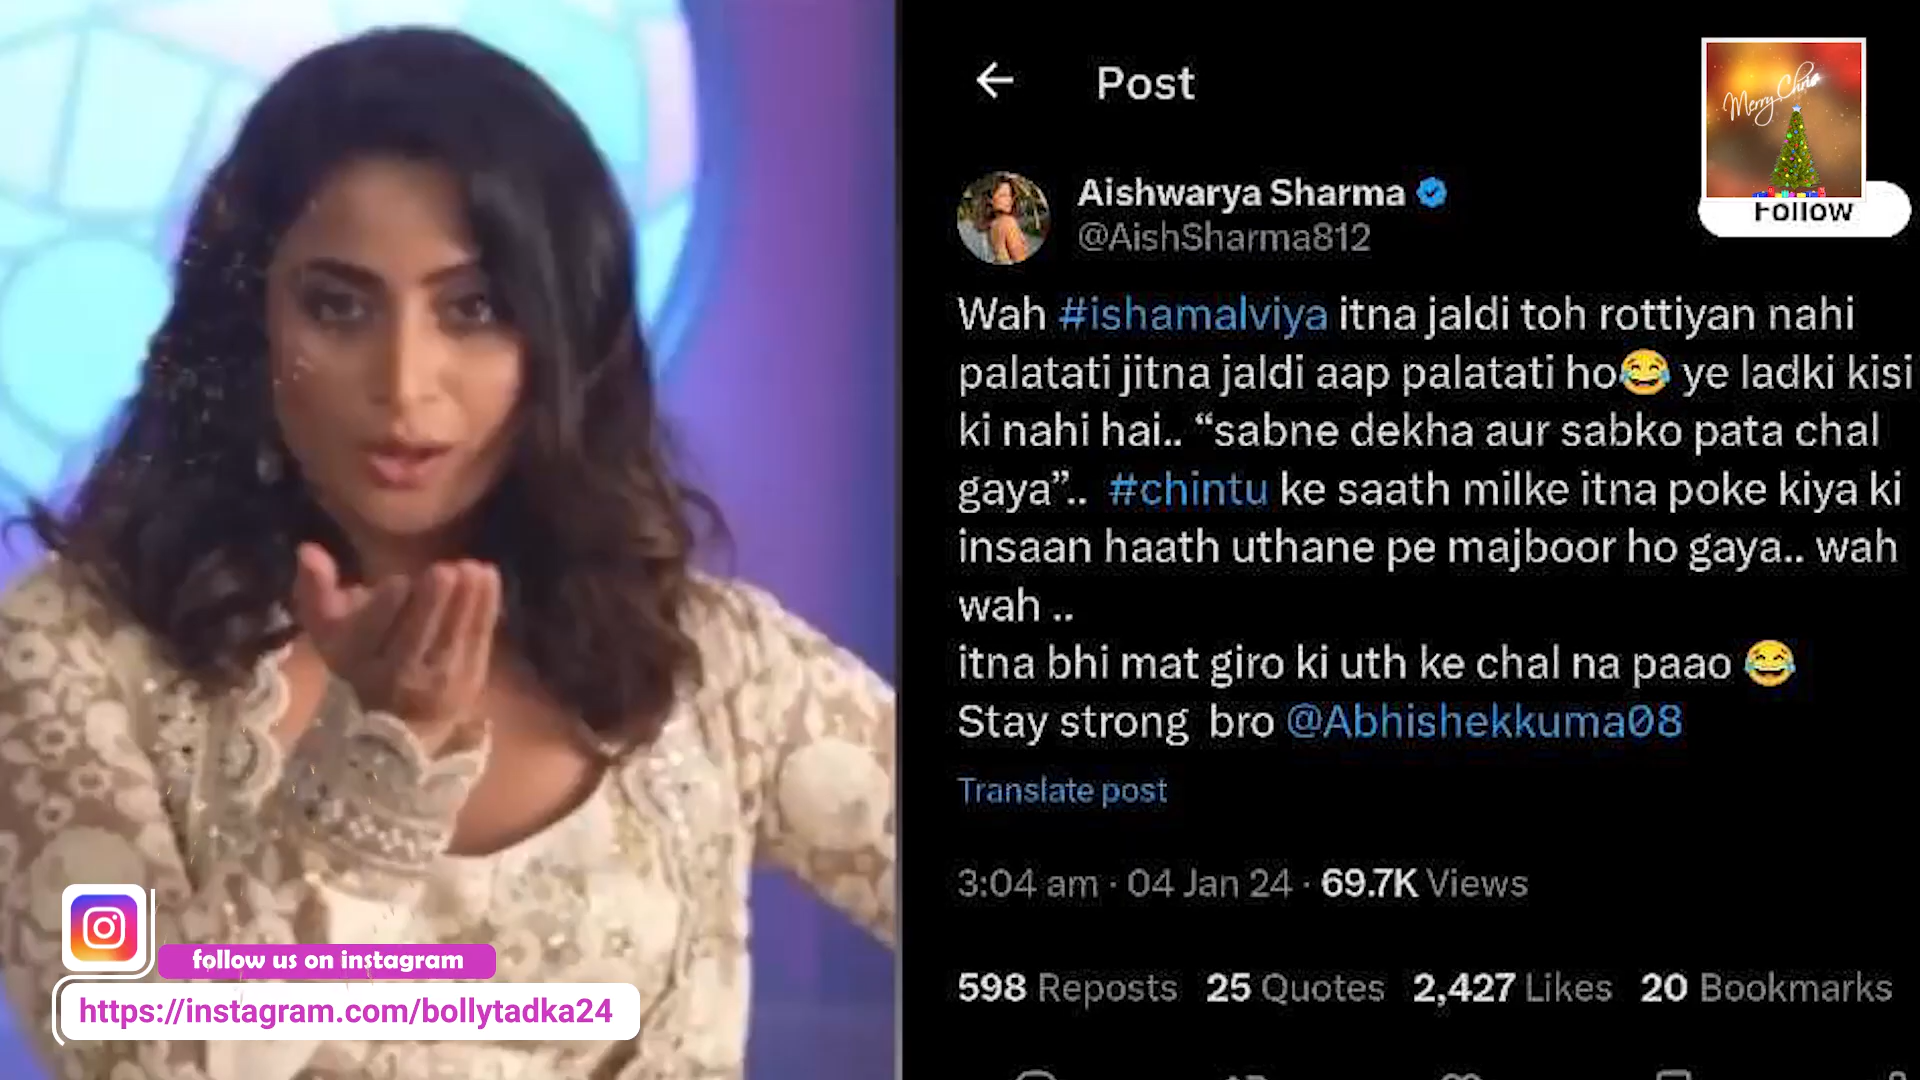 Post
Merry Chris
Follow
Aishwarya Sharma
@AishSharma812
Wah #ishamalviya itna jaldi toh rottiyan nahi
palatati jitna jaldi aap palatati ho😂 ye ladki kisi
ki nahi hai.. “sabne dekha aur sabko pata chal
gaya”.. #chintu ke saath milke itna poke kiya ki
insaan haath uthane pe majboor ho gaya.. wah
wah ..
itna bhi mat giro ki uth ke chal na paao 😂
Stay strong bro @Abhishekkuma08
Translate post
3:04 am · 04 Jan 24 · 69.7K Views
598 Reposts 25 Quotes 2,427 Likes 20 Bookmarks
follow us on instagram
https://instagram.com/bollytadka24